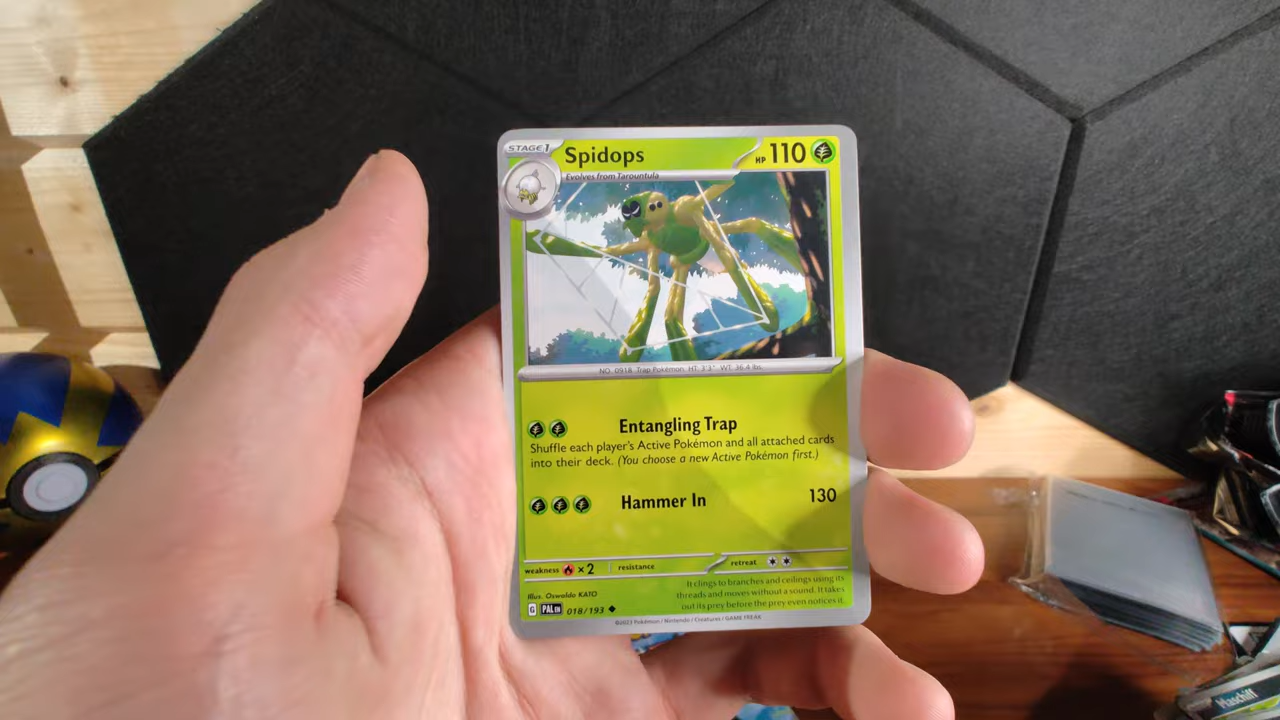 STAGE 1
Spidops
HP 110
Evolves from Tarountula
NO. 0918 Trap Pokémon HT: 3'3" WT: 36.4 lbs.
Entangling Trap
Shuffle each player's Active Pokémon and all attached cards
into their deck. (You choose a new Active Pokémon first.)
Hammer In 130
weakness ×2 resistance retreat
Illus. Oswaldo KATO
It clings to branches and ceilings using its
threads and moves without a sound. It takes
out its prey before the prey even notices it.
G PAL EN 018/193
©2023 Pokémon / Nintendo / Creatures / GAME FREAK
Maschiff